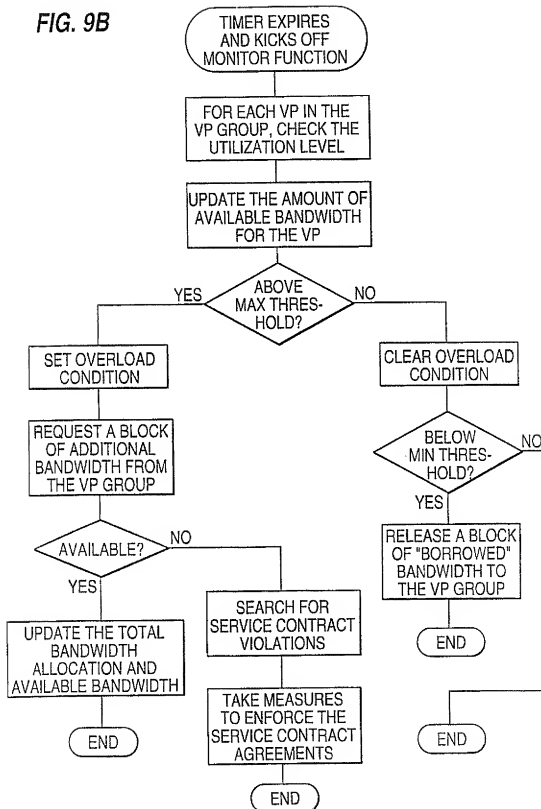 FIG. 9B
TIMER EXPIRES
AND KICKS OFF
MONITOR FUNCTION
FOR EACH VP IN THE
VP GROUP, CHECK THE
UTILIZATION LEVEL
UPDATE THE AMOUNT OF
AVAILABLE BANDWIDTH
FOR THE VP
YES
ABOVE
MAX THRES-
HOLD?
NO
SET OVERLOAD
CONDITION
REQUEST A BLOCK
OF ADDITIONAL
BANDWIDTH FROM
THE VP GROUP
AVAILABLE?
NO
YES
UPDATE THE TOTAL
BANDWIDTH
ALLOCATION AND
AVAILABLE BANDWIDTH
END
SEARCH FOR
SERVICE CONTRACT
VIOLATIONS
TAKE MEASURES
TO ENFORCE THE
SERVICE CONTRACT
AGREEMENTS
END
CLEAR OVERLOAD
CONDITION
BELOW
MIN THRES-
HOLD?
NO
YES
RELEASE A BLOCK
OF "BORROWED"
BANDWIDTH TO
THE VP GROUP
END
END